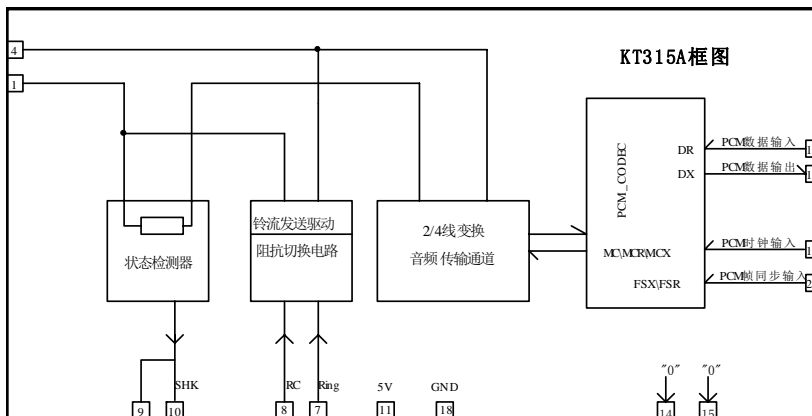 KT315A框图
4
1
PCM_CODEC
DR
DX
MC\MCR\MCX
FSX\FSR
PCM数据输入
PCM数据输出
PCM时钟输入
PCM帧同步输入
状态检测器
铃流发送驱动
阻抗切换电路
2/4线变换
音频传输通道
SHK
RC
Ring
5V
GND
"0"
"0"
9
10
8
7
11
18
14
15